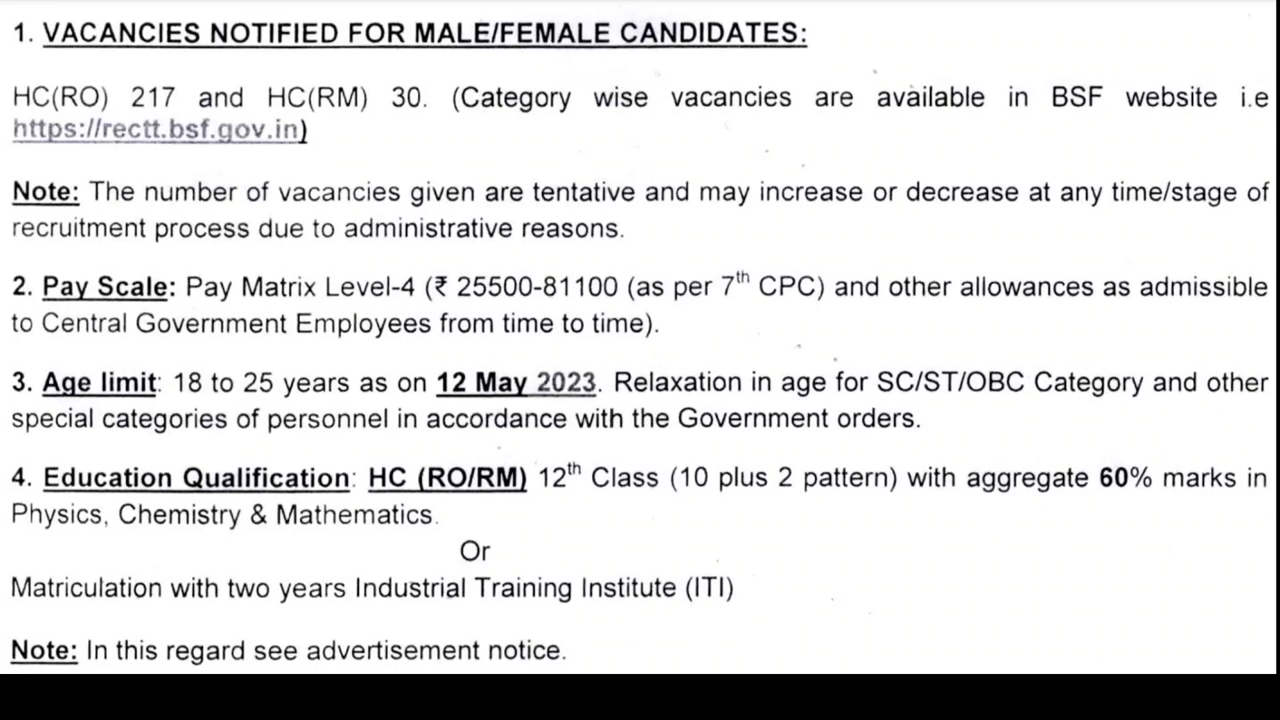 1. VACANCIES NOTIFIED FOR MALE/FEMALE CANDIDATES:
HC(RO) 217 and HC(RM) 30. (Category wise vacancies are available in BSF website i.e
https://rectt.bsf.gov.in)
Note: The number of vacancies given are tentative and may increase or decrease at any time/stage of
recruitment process due to administrative reasons.
2. Pay Scale: Pay Matrix Level-4 (₹ 25500-81100 (as per 7th CPC) and other allowances as admissible
to Central Government Employees from time to time).
3. Age limit: 18 to 25 years as on 12 May 2023. Relaxation in age for SC/ST/OBC Category and other
special categories of personnel in accordance with the Government orders.
4. Education Qualification: HC (RO/RM) 12th Class (10 plus 2 pattern) with aggregate 60% marks in
Physics, Chemistry & Mathematics.
Or
Matriculation with two years Industrial Training Institute (ITI)
Note: In this regard see advertisement notice.